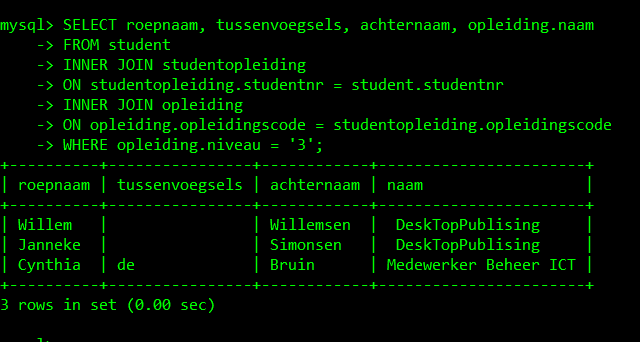 mysql> SELECT roepnaam, tussenvoegsels, achternaam, opleiding.naam
    -> FROM student
    -> INNER JOIN studentopleiding
    -> ON studentopleiding.studentnr = student.studentnr
    -> INNER JOIN opleiding
    -> ON opleiding.opleidingscode = studentopleiding.opleidingscode
    -> WHERE opleiding.niveau = '3';
+----------+----------------+------------+-----------------------+
| roepnaam | tussenvoegsels | achternaam | naam                  |
+----------+----------------+------------+-----------------------+
| Willem   |                | Willemsen  |  DeskTopPublising     |
| Janneke  |                | Simonsen   |  DeskTopPublising     |
| Cynthia  | de             | Bruin      | Medewerker Beheer ICT |
+----------+----------------+------------+-----------------------+
3 rows in set (0.00 sec)